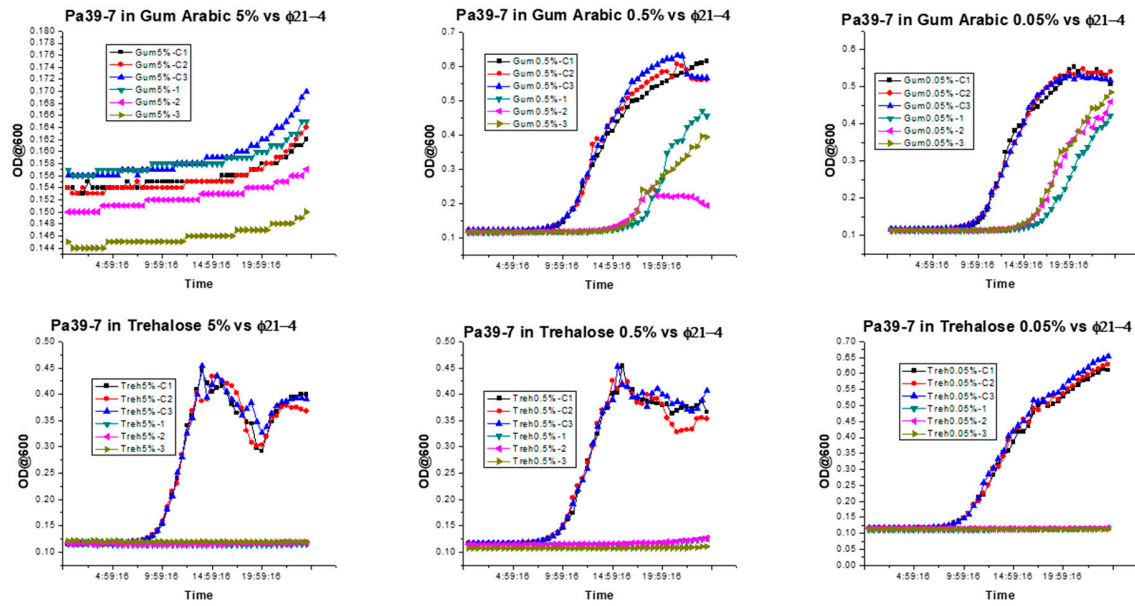 Pa39-7 in Gum Arabic 5% vs ϕ21–4
0.180
0.178
0.176
0.174
0.172
0.170
0.168
0.166
0.164
0.162
0.160
0.158
0.156
0.154
0.152
0.150
0.148
0.146
0.144
OD@600
Gum5%-C1
Gum5%-C2
Gum5%-C3
Gum5%-1
Gum5%-2
Gum5%-3
4:59:16 9:59:16 14:59:16 19:59:16
Time
Pa39-7 in Gum Arabic 0.5% vs ϕ21–4
0.7
0.6
0.5
0.4
0.3
0.2
0.1
OD@600
Gum0.5%-C1
Gum0.5%-C2
Gum0.5%-C3
Gum0.5%-1
Gum0.5%-2
Gum0.5%-3
4:59:16 9:59:16 14:59:16 19:59:16
Time
Pa39-7 in Gum Arabic 0.05% vs ϕ21–4
0.6
0.5
0.4
0.3
0.2
0.1
OD@600
Gum0.05%-C1
Gum0.05%-C2
Gum0.05%-C3
Gum0.05%-1
Gum0.05%-2
Gum0.05%-3
4:59:16 9:59:16 14:59:16 19:59:16
Time
Pa39-7 in Trehalose 5% vs ϕ21–4
0.50
0.45
0.40
0.35
0.30
0.25
0.20
0.15
0.10
OD@600
Treh5%-C1
Treh5%-C2
Treh5%-C3
Treh5%-1
Treh5%-2
Treh5%-3
4:59:16 9:59:16 14:59:16 19:59:16
Time
Pa39-7 in Trehalose 0.5% vs ϕ21–4
0.50
0.45
0.40
0.35
0.30
0.25
0.20
0.15
0.10
OD@600
Treh0.5%-C1
Treh0.5%-C2
Treh0.5%-C3
Treh0.5%-1
Treh0.5%-2
Treh0.5%-3
4:59:16 9:59:16 14:59:16 19:59:16
Time
Pa39-7 in Trehalose 0.05% vs ϕ21–4
0.70
0.65
0.60
0.55
0.50
0.45
0.40
0.35
0.30
0.25
0.20
0.15
0.10
0.05
0.00
OD@600
Treh0.05%-C1
Treh0.05%-C2
Treh0.05%-C3
Treh0.05%-1
Treh0.05%-2
Treh0.05%-3
4:59:16 9:59:16 14:59:16 19:59:16
Time